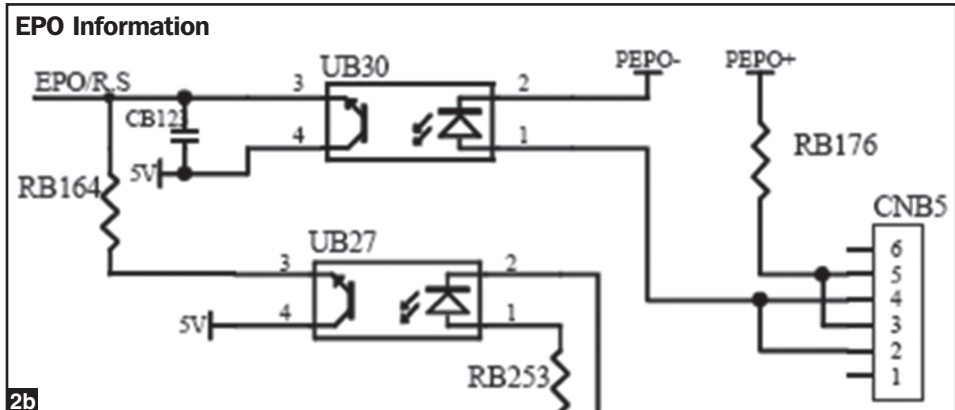 EPO Information
UB30
PEPO- PEPO+
EPO/R.S
3
2
CB123
4
1
5V
RB176
RB164
CNB5
UB27
6
3
2
5
4
4
1
3
5V
2
RB253
1
2b